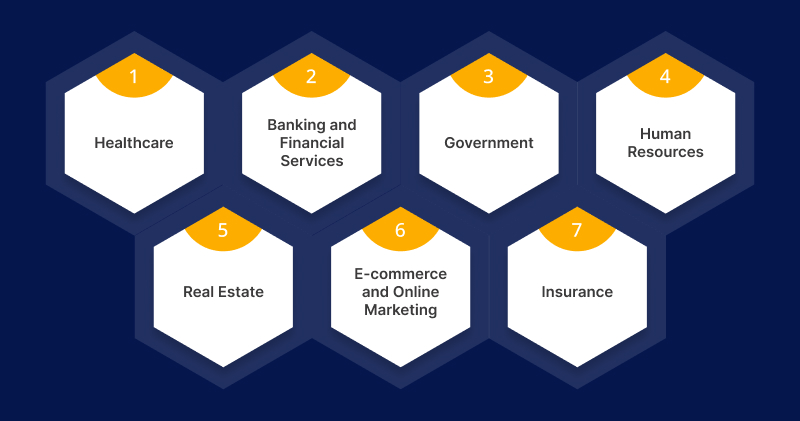 1
Healthcare
2
Banking and
Financial
Services
3
Government
4
Human
Resources
5
Real Estate
6
E-commerce
and Online
Marketing
7
Insurance